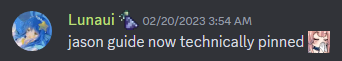 Lunaui 02/20/2023 3:54 AM
jason guide now technically pinned